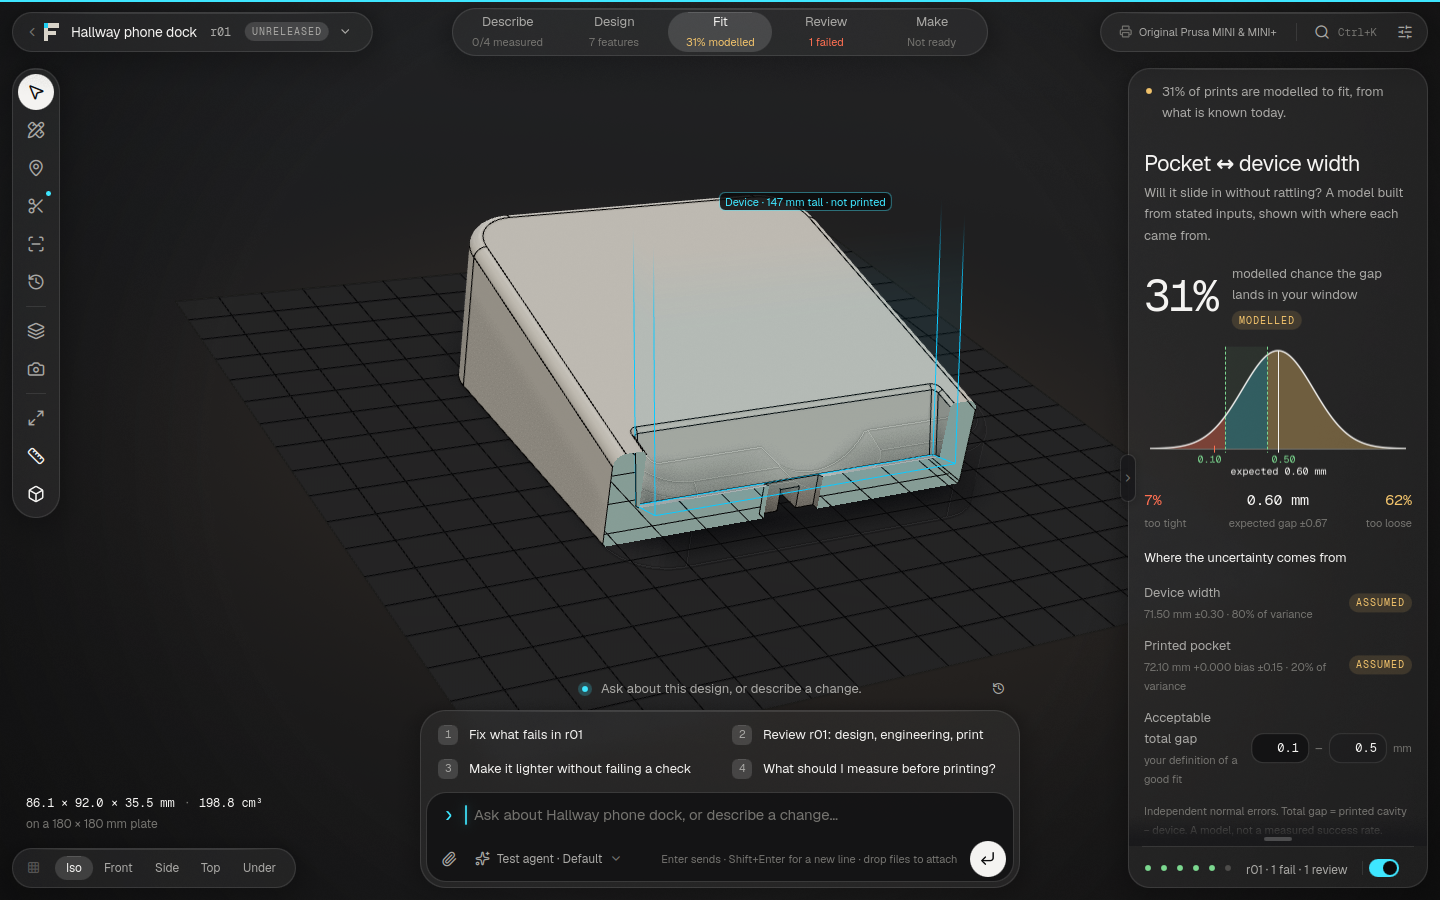 Hallway phone dock r01 UNRELEASED
Describe
0/4 measured
Design
7 features
Fit
31% modelled
Review
1 failed
Make
Not ready
Original Prusa MINI & MINI+
Ctrl+K
Device · 147 mm tall · not printed
31% of prints are modelled to fit, from
what is known today.
Pocket ↔ device width
Will it slide in without rattling? A model built
from stated inputs, shown with where each
came from.
31%
modelled chance the gap
lands in your window
MODELLED
0.10 0.50
expected 0.60 mm
7% 0.60 mm 62%
too tight expected gap ±0.67 too loose
Where the uncertainty comes from
Device width
71.50 mm ±0.30 · 80% of variance
ASSUMED
Printed pocket
72.10 mm +0.000 bias ±0.15 · 20% of
variance
ASSUMED
Acceptable
total gap
your definition of a
good fit
0.1 – 0.5 mm
Independent normal errors. Total gap = printed cavity
− device. A model, not a measured success rate.
r01 · 1 fail · 1 review
Ask about this design, or describe a change.
1 Fix what fails in r01
2 Review r01: design, engineering, print
3 Make it lighter without failing a check
4 What should I measure before printing?
Ask about Hallway phone dock, or describe a change...
Test agent · Default
Enter sends · Shift+Enter for a new line · drop files to attach
86.1 × 92.0 × 35.5 mm · 198.8 cm³
on a 180 × 180 mm plate
Iso Front Side Top Under